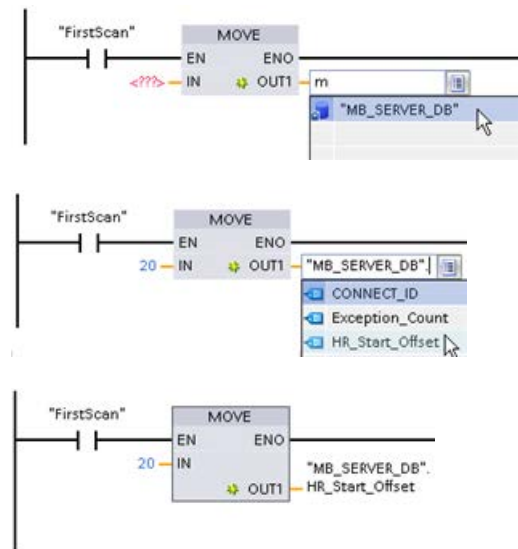 "FirstScan"
MOVE
EN ENO
<???> IN OUT1 m
"MB_SERVER_DB"
"FirstScan"
MOVE
EN ENO
20 IN OUT1 "MB_SERVER_DB".
CONNECT_ID
Exception_Count
HR_Start_Offset
"FirstScan"
MOVE
EN ENO
20 IN
"MB_SERVER_DB".
OUT1 HR_Start_Offset